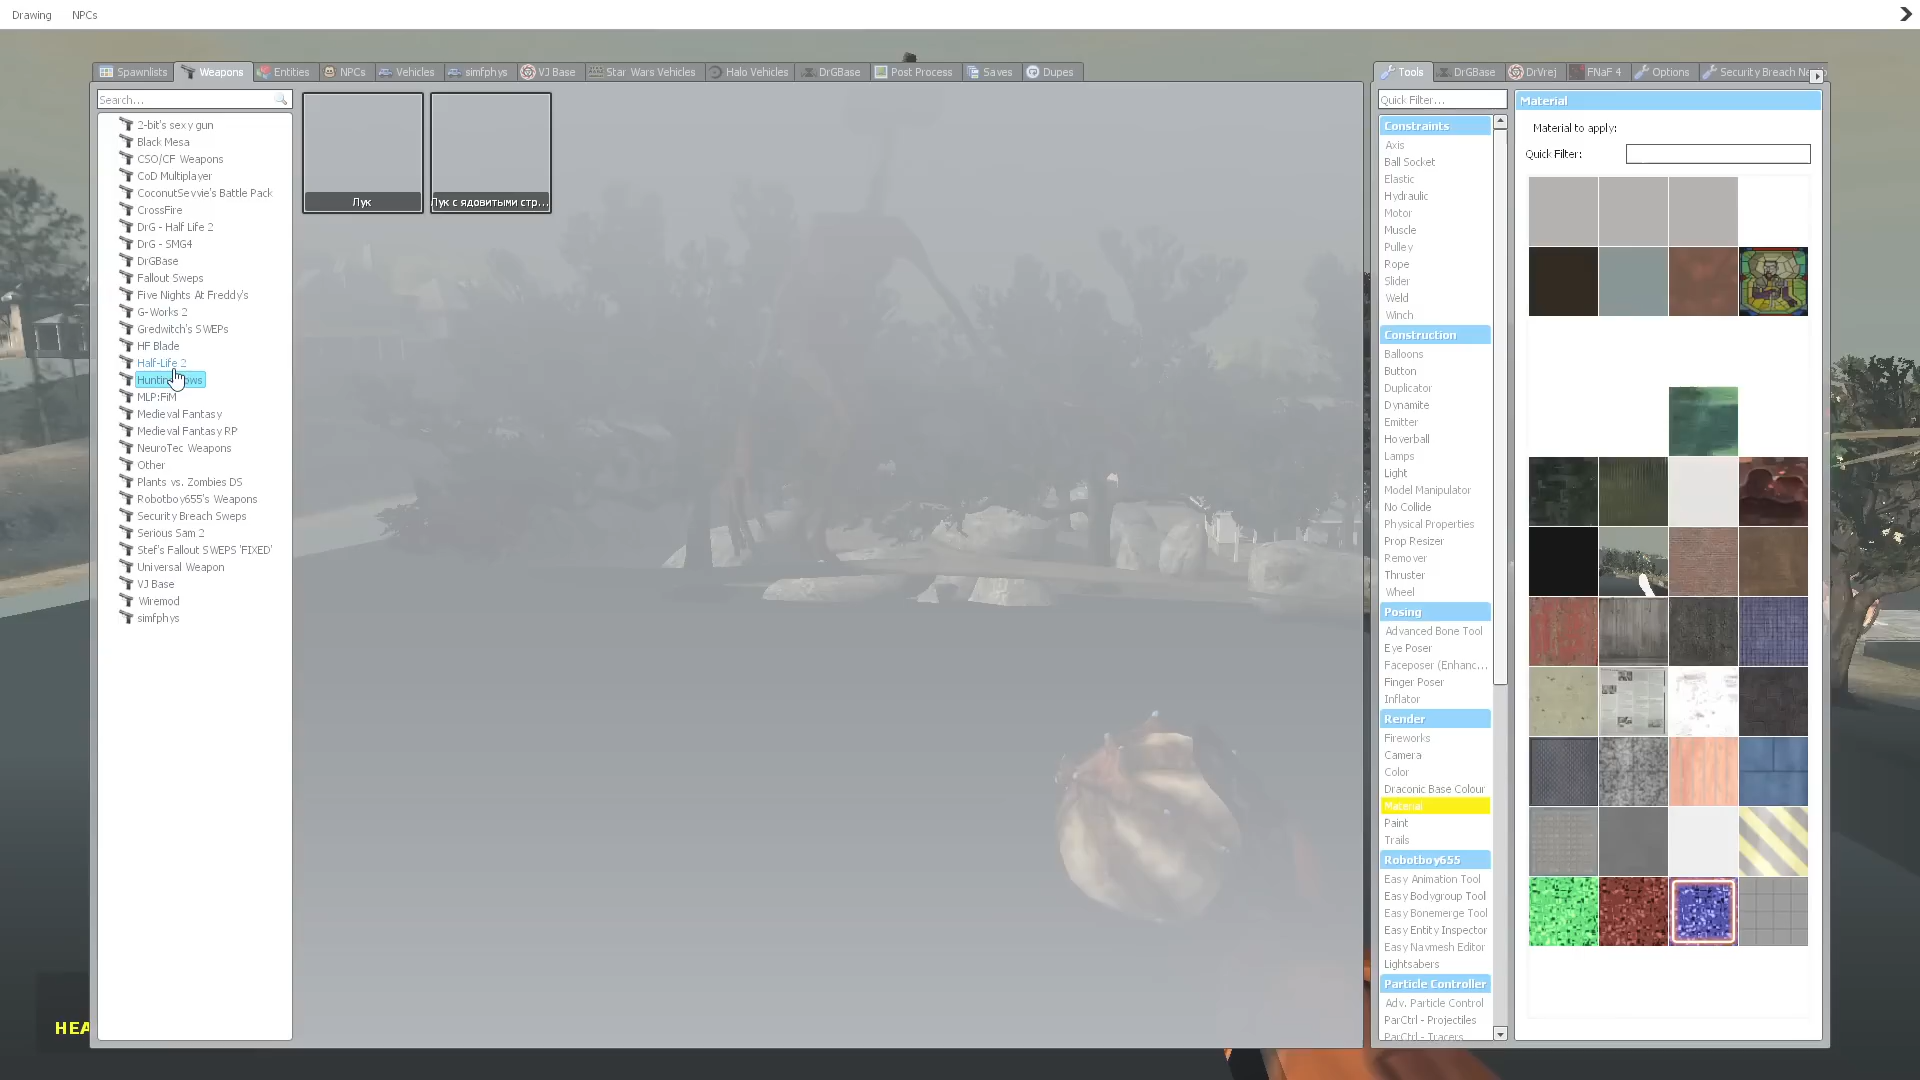 Drawing NPCs
Spawnlists Weapons Entities NPCs Vehicles simfphys VJ Base Star Wars Vehicles Halo Vehicles DrGBase Post Process Saves Dupes
Search...
2-bit's sexy gun
Black Mesa
CSO/CF Weapons
CoD Multiplayer
CoconutSevvie's Battle Pack
CrossFire
DrG - Half Life 2
DrG - SMG4
DrGBase
Fallout Sweps
Five Nights At Freddy's
G-Works 2
Gredwitch's SWEPs
HF Blade
Half-Life 2
MLP:FiM
Medieval Fantasy
Medieval Fantasy RP
NeuroTec Weapons
Other
Plants vs. Zombies DS
Robotboy655's Weapons
Security Breach Sweps
Serious Sam 2
Stef's Fallout SWEPS 'FIXED'
Universal Weapon
VJ Base
Wiremod
simfphys
Лук
Лук с ядовитыми стр...
HEA
Tools DrGBase DrVrej FNaF 4 Options Security Breach
Quick Filter...
Constraints
Axis
Ball Socket
Elastic
Hydraulic
Motor
Muscle
Pulley
Rope
Slider
Weld
Winch
Construction
Balloons
Button
Duplicator
Dynamite
Emitter
Hoverball
Lamps
Light
Model Manipulator
No Collide
Physical Properties
Prop Resizer
Remover
Thruster
Wheel
Posing
Advanced Bone Tool
Eye Poser
Faceposer (Enhanc...
Finger Poser
Inflator
Render
Fireworks
Camera
Color
Draconic Base Colour
Material
Paint
Trails
Robotboy655
Easy Animation Tool
Easy Bodygroup Tool
Easy Bonemerge Tool
Easy Entity Inspector
Easy Navmesh Editor
Lightsabers
Particle Controller
Adv. Particle Control
ParCtrl - Projectiles
ParCtrl - Tracers
Material
Material to apply:
Quick Filter: